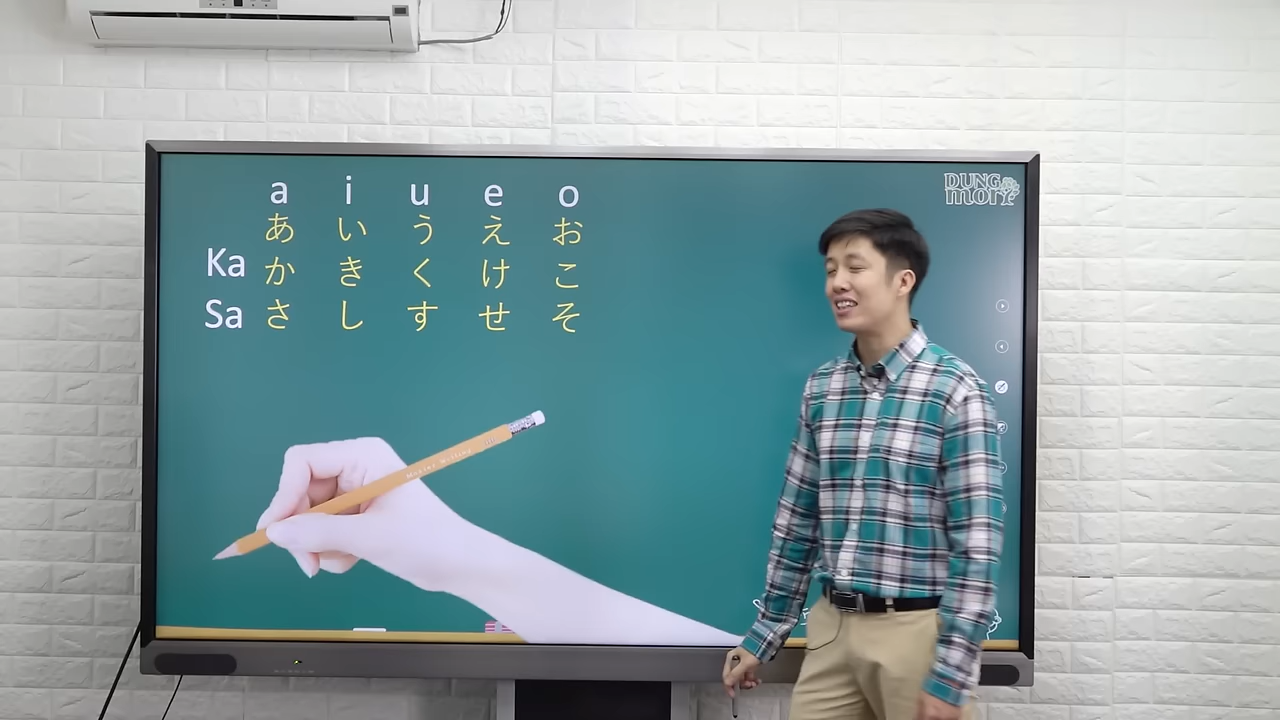 DUNG
mori
a i u e o
あ い う え お
Ka か き く け こ
Sa さ し す せ そ